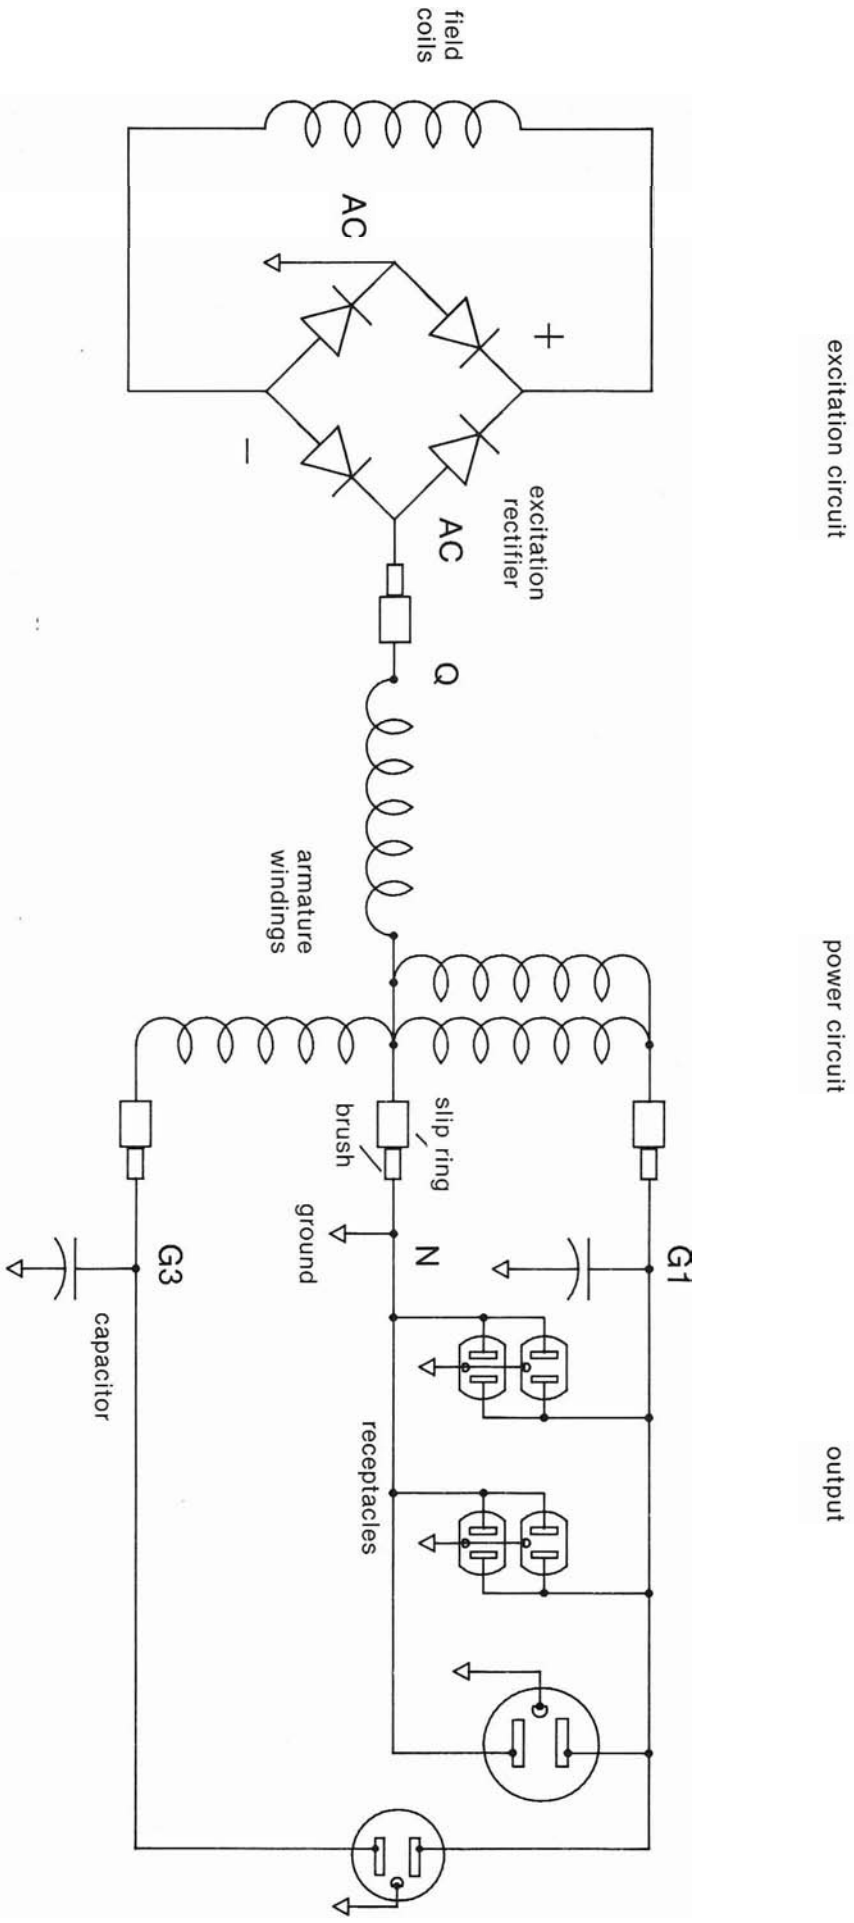 excitation circuit
power circuit
output
field
coils
AC
+
−
AC
excitation
rectifier
Q
armature
windings
slip ring
brush
G1
N
ground
G3
capacitor
receptacles